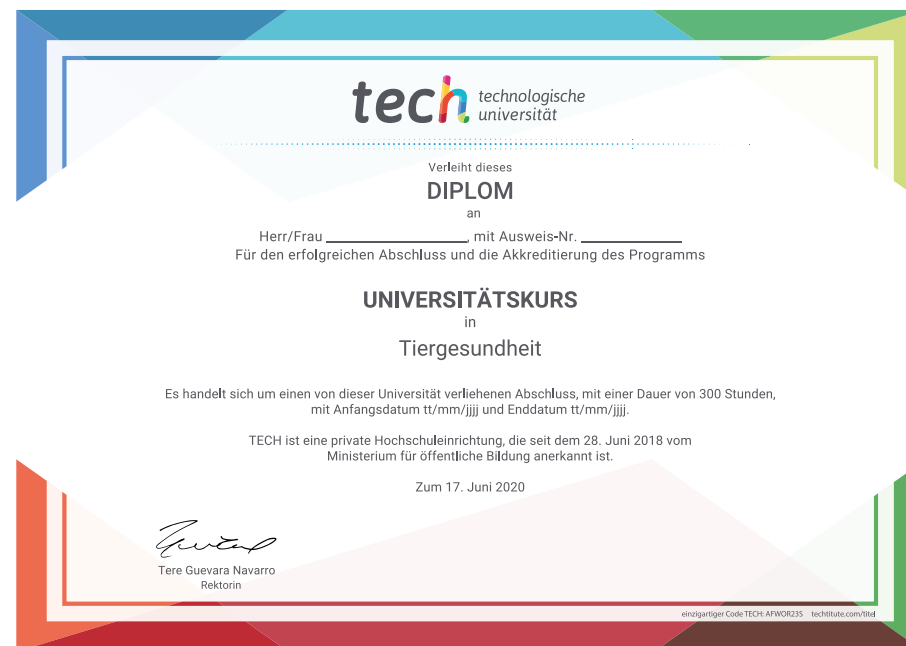 tech technologische
universität
Verleiht dieses
DIPLOM
an
Herr/Frau ____________________, mit Ausweis-Nr. ______________
Für den erfolgreichen Abschluss und die Akkreditierung des Programms
UNIVERSITÄTSKURS
in
Tiergesundheit
Es handelt sich um einen von dieser Universität verliehenen Abschluss, mit einer Dauer von 300 Stunden,
mit Anfangsdatum tt/mm/jjjj und Enddatum tt/mm/jjjj.
TECH ist eine private Hochschuleinrichtung, die seit dem 28. Juni 2018 vom
Ministerium für öffentliche Bildung anerkannt ist.
Zum 17. Juni 2020
Tere Guevara Navarro
Rektorin
einzigartiger Code TECH: AFWOR23S techtitute.com/titel